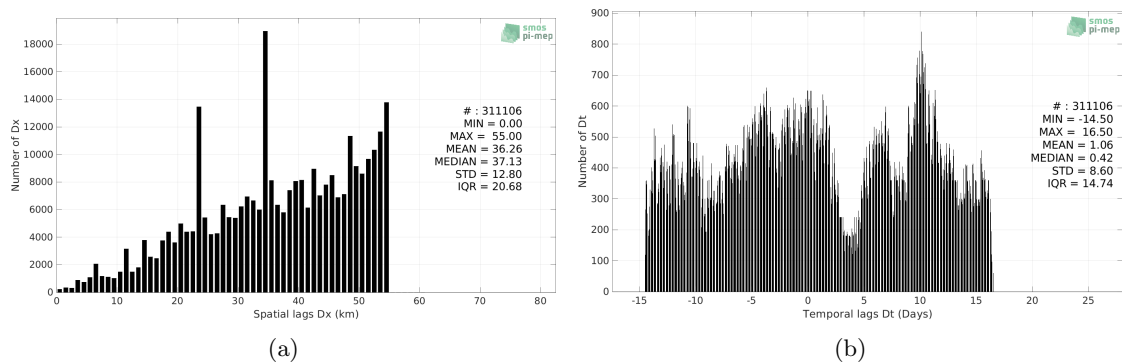 smos
pi-mep
Number of Dx
18000
16000
14000
12000
10000
8000
6000
4000
2000
0
# : 311106
MIN = 0.00
MAX = 55.00
MEAN = 36.26
MEDIAN = 37.13
STD = 12.80
IQR = 20.68
0 10 20 30 40 50 60 70 80
Spatial lags Dx (km)
(a)
smos
pi-mep
Number of Dt
900
800
700
600
500
400
300
200
100
0
# : 311106
MIN = -14.50
MAX = 16.50
MEAN = 1.06
MEDIAN = 0.42
STD = 8.60
IQR = 14.74
-15 -10 -5 0 5 10 15 20 25
Temporal lags Dt (Days)
(b)